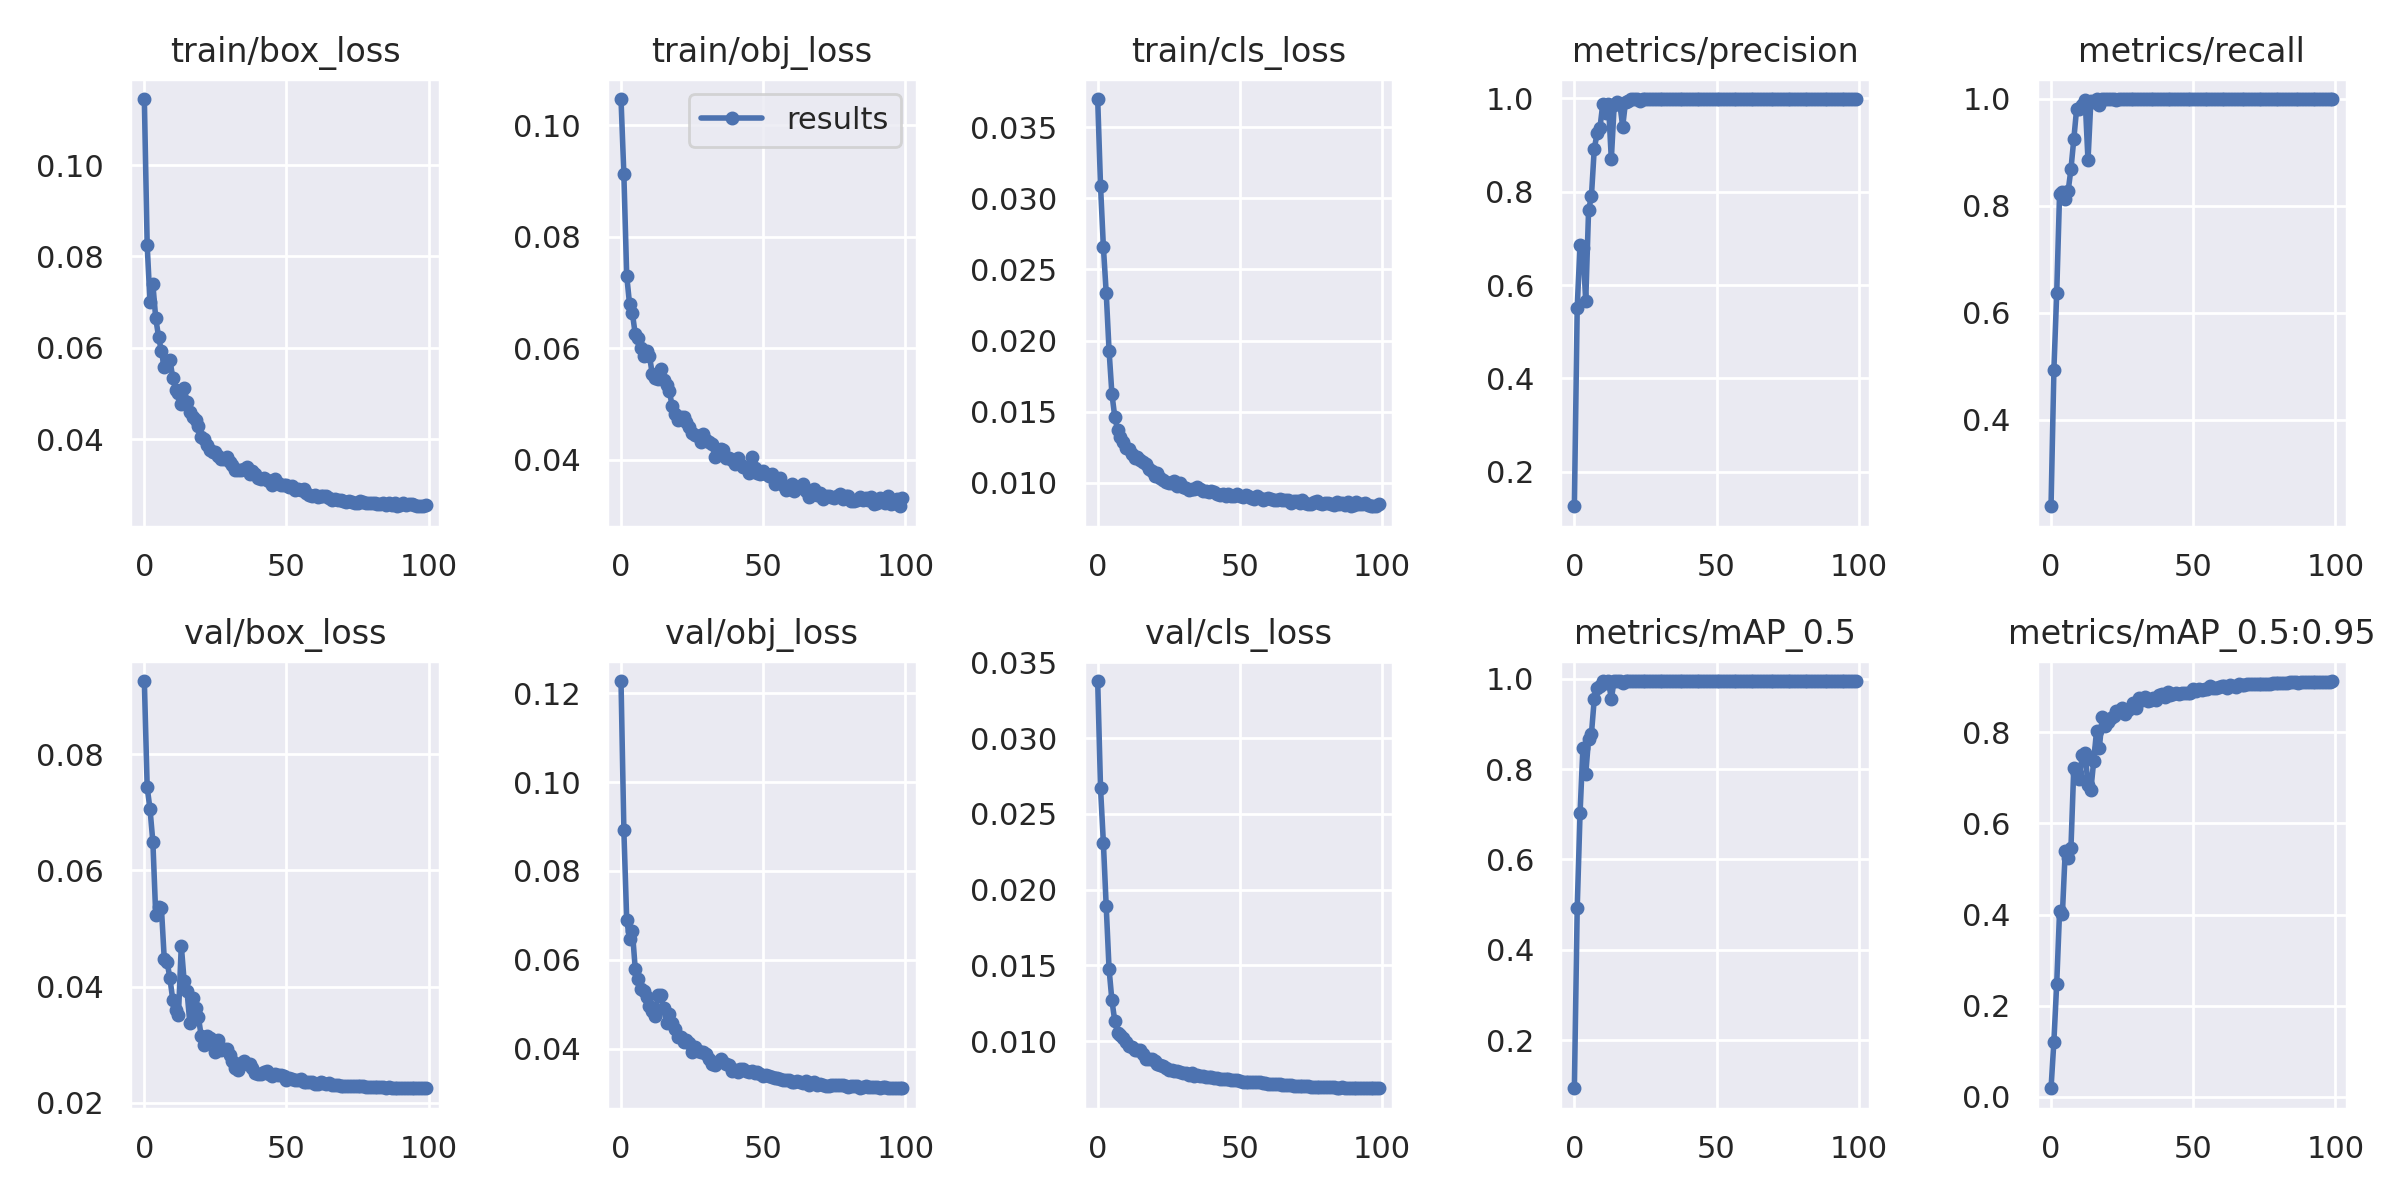 train/box_loss
0.10
0.08
0.06
0.04
0 50 100
train/obj_loss
results
0.10
0.08
0.06
0.04
0 50 100
train/cls_loss
0.035
0.030
0.025
0.020
0.015
0.010
0 50 100
metrics/precision
1.0
0.8
0.6
0.4
0.2
0 50 100
metrics/recall
1.0
0.8
0.6
0.4
0 50 100
val/box_loss
0.08
0.06
0.04
0.02
0 50 100
val/obj_loss
0.12
0.10
0.08
0.06
0.04
0 50 100
val/cls_loss
0.035
0.030
0.025
0.020
0.015
0.010
0 50 100
metrics/mAP_0.5
1.0
0.8
0.6
0.4
0.2
0 50 100
metrics/mAP_0.5:0.95
0.8
0.6
0.4
0.2
0.0
0 50 100